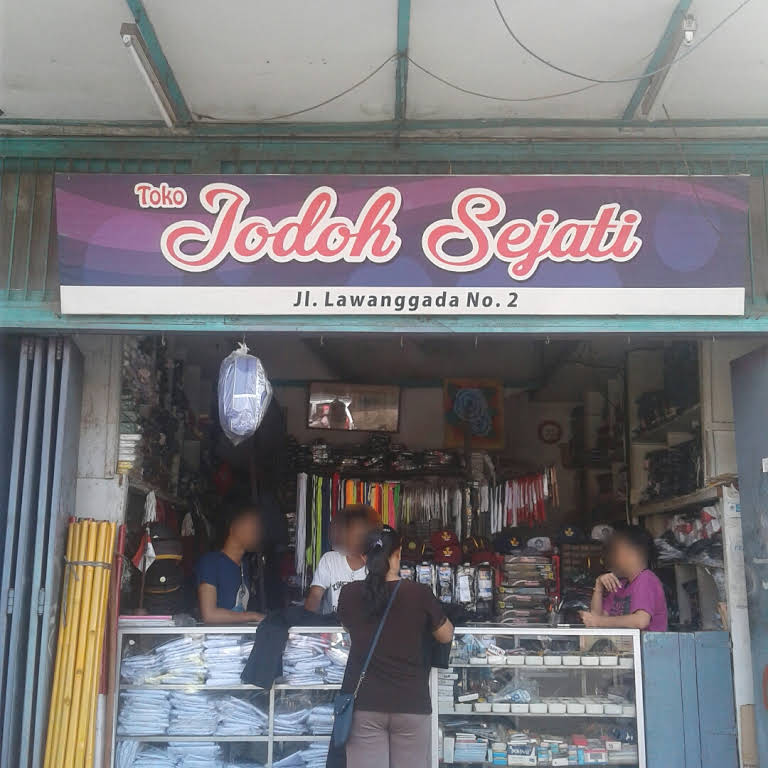 Toko
Jodoh Sejati
Jl. Lawanggada No. 2